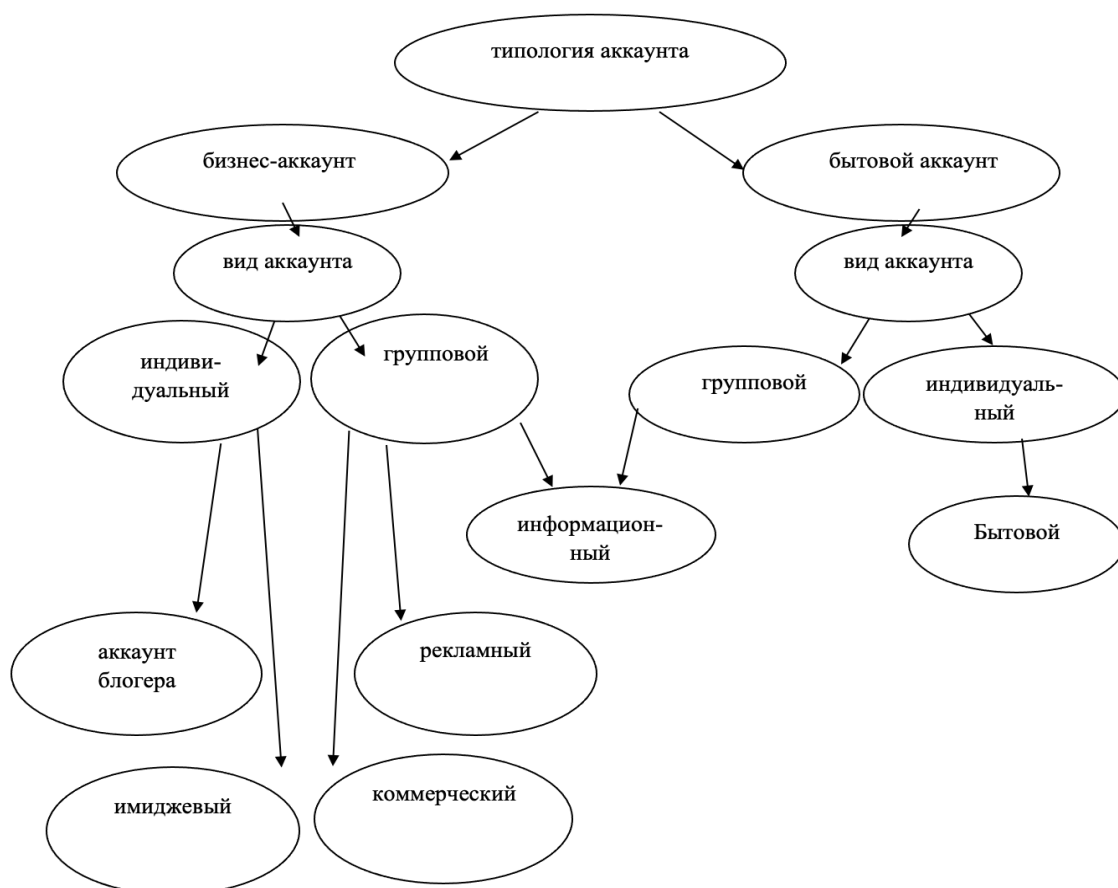 типология аккаунта
бизнес-аккаунт
бытовой аккаунт
вид аккаунта
вид аккаунта
индиви-
дуальный
групповой
групповой
индивидуаль-
ный
информацион-
ный
Бытовой
аккаунт
блогера
рекламный
имиджевый
коммерческий